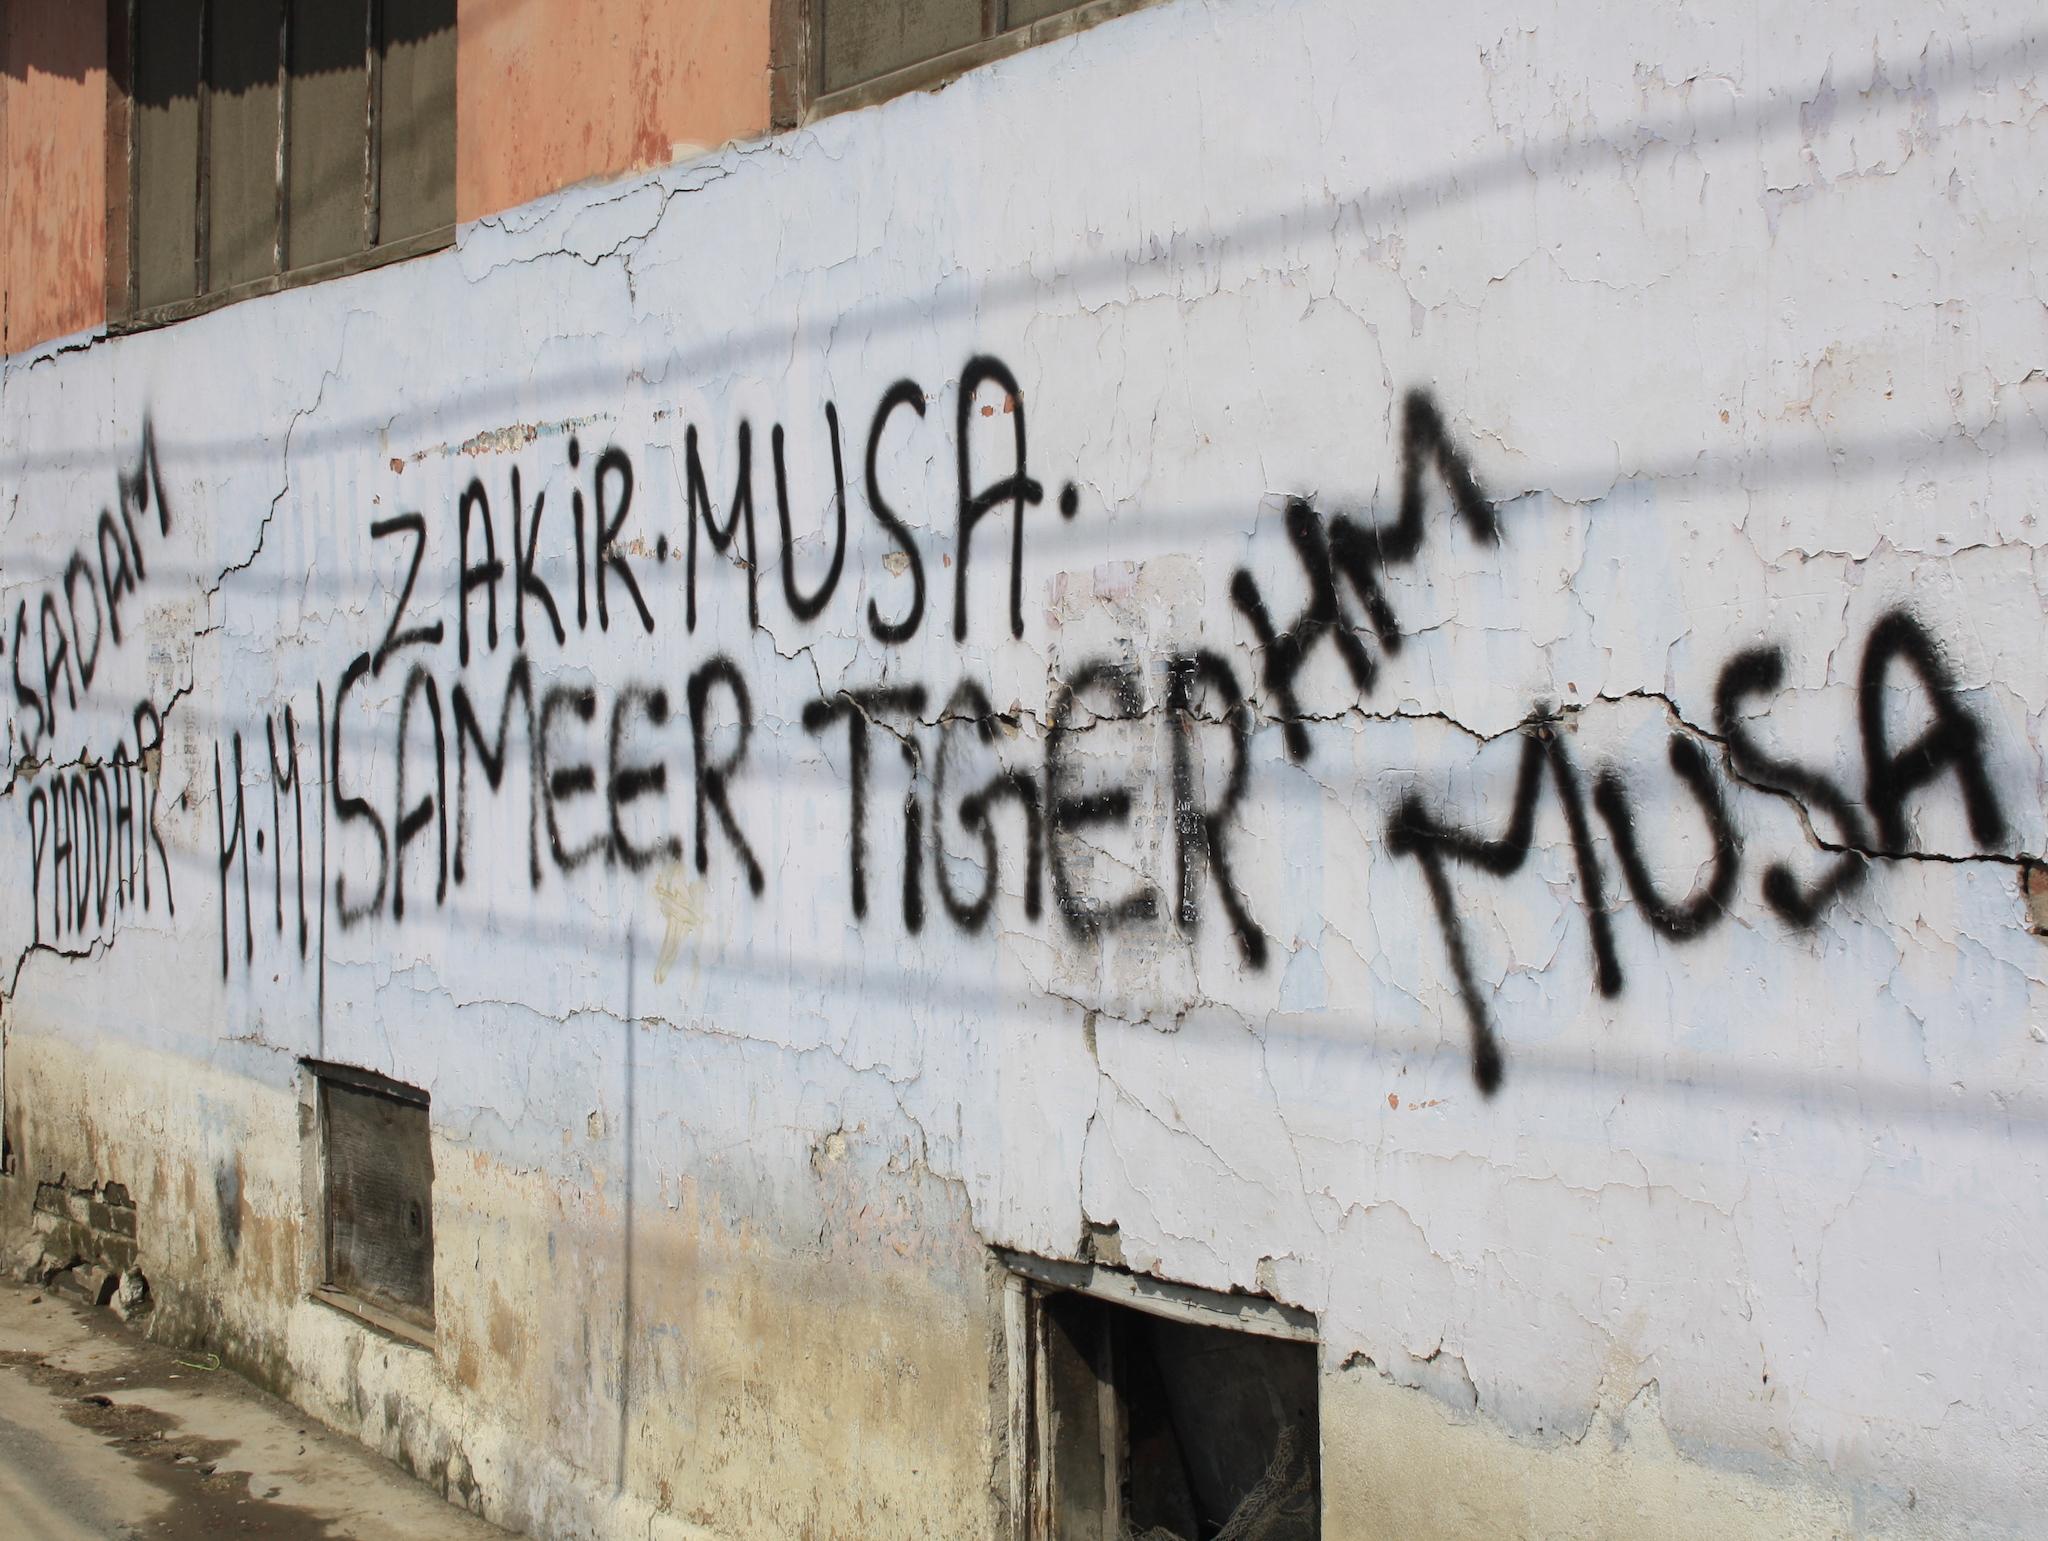 ZAKIR. MUSA.
SADAM
PADDAR. H.M
SAMEER TIGER HM
MUSA